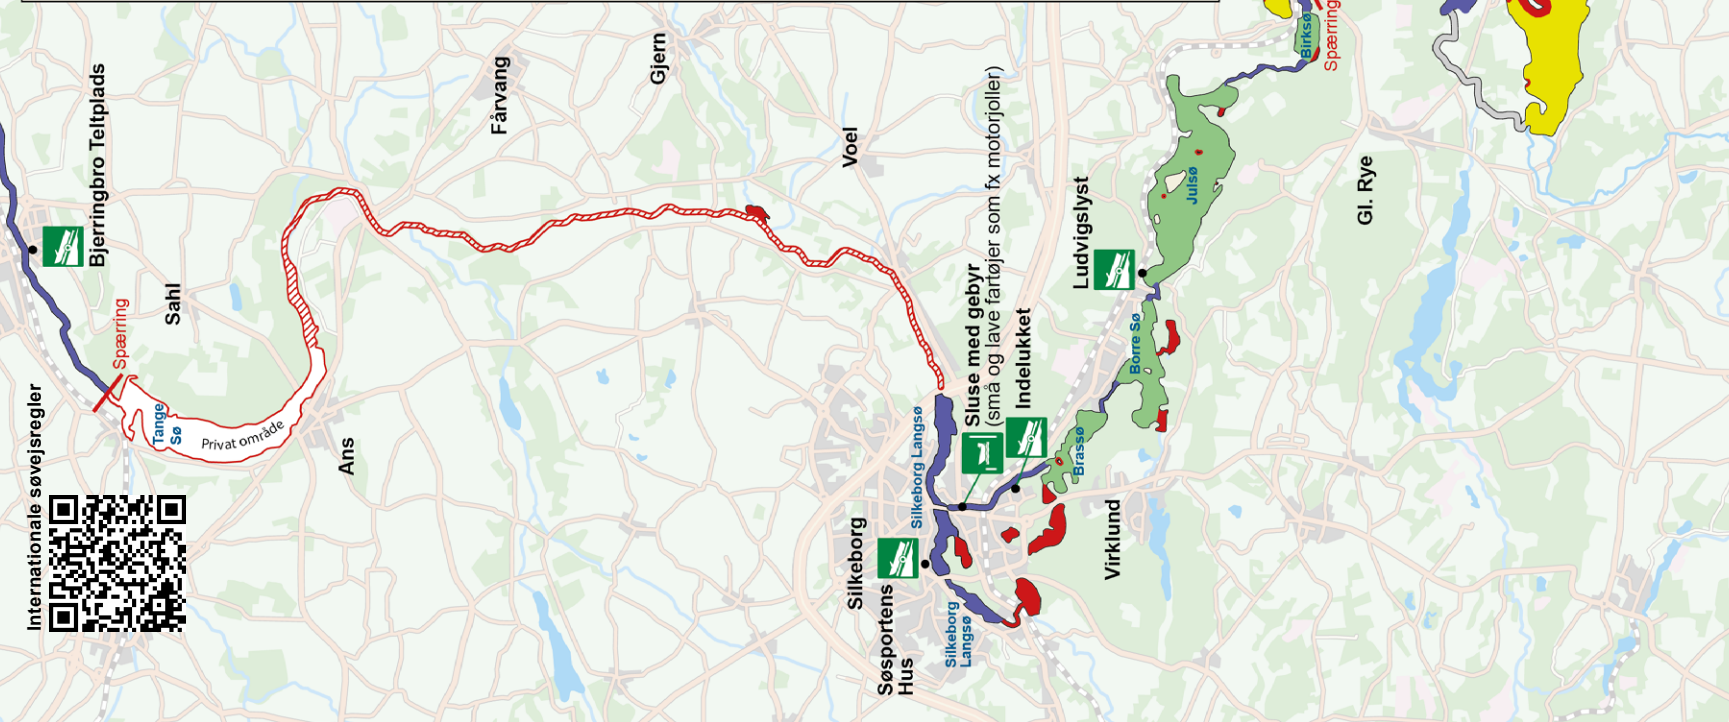 Internationale søvejsregler
Bjerringbro Teltplads
Spærring
Sahl
Tange
Sø
Privat område
Ans
Fårvang
Gjern
Voel
Silkeborg
Søsportens
Hus
Silkeborg Langsø
Silkeborg
Langsø
Sluse med gebyr
(små og lave fartøjer som fx motorjoller)
Indelukket
Ludvigslyst
Brassø
Virklund
Borre Sø
Julsø
Birksø
Spærring
Gl. Rye